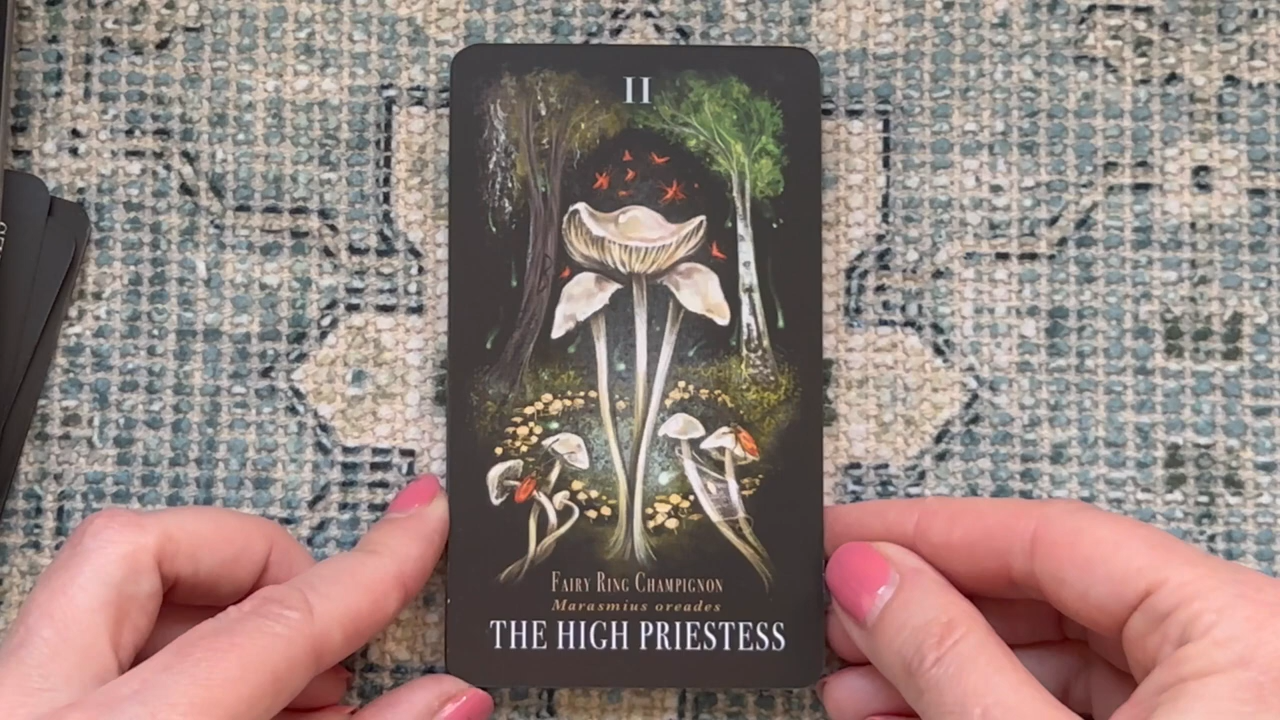 II
Fairy Ring Champignon
Marasmius oreades
THE HIGH PRIESTESS